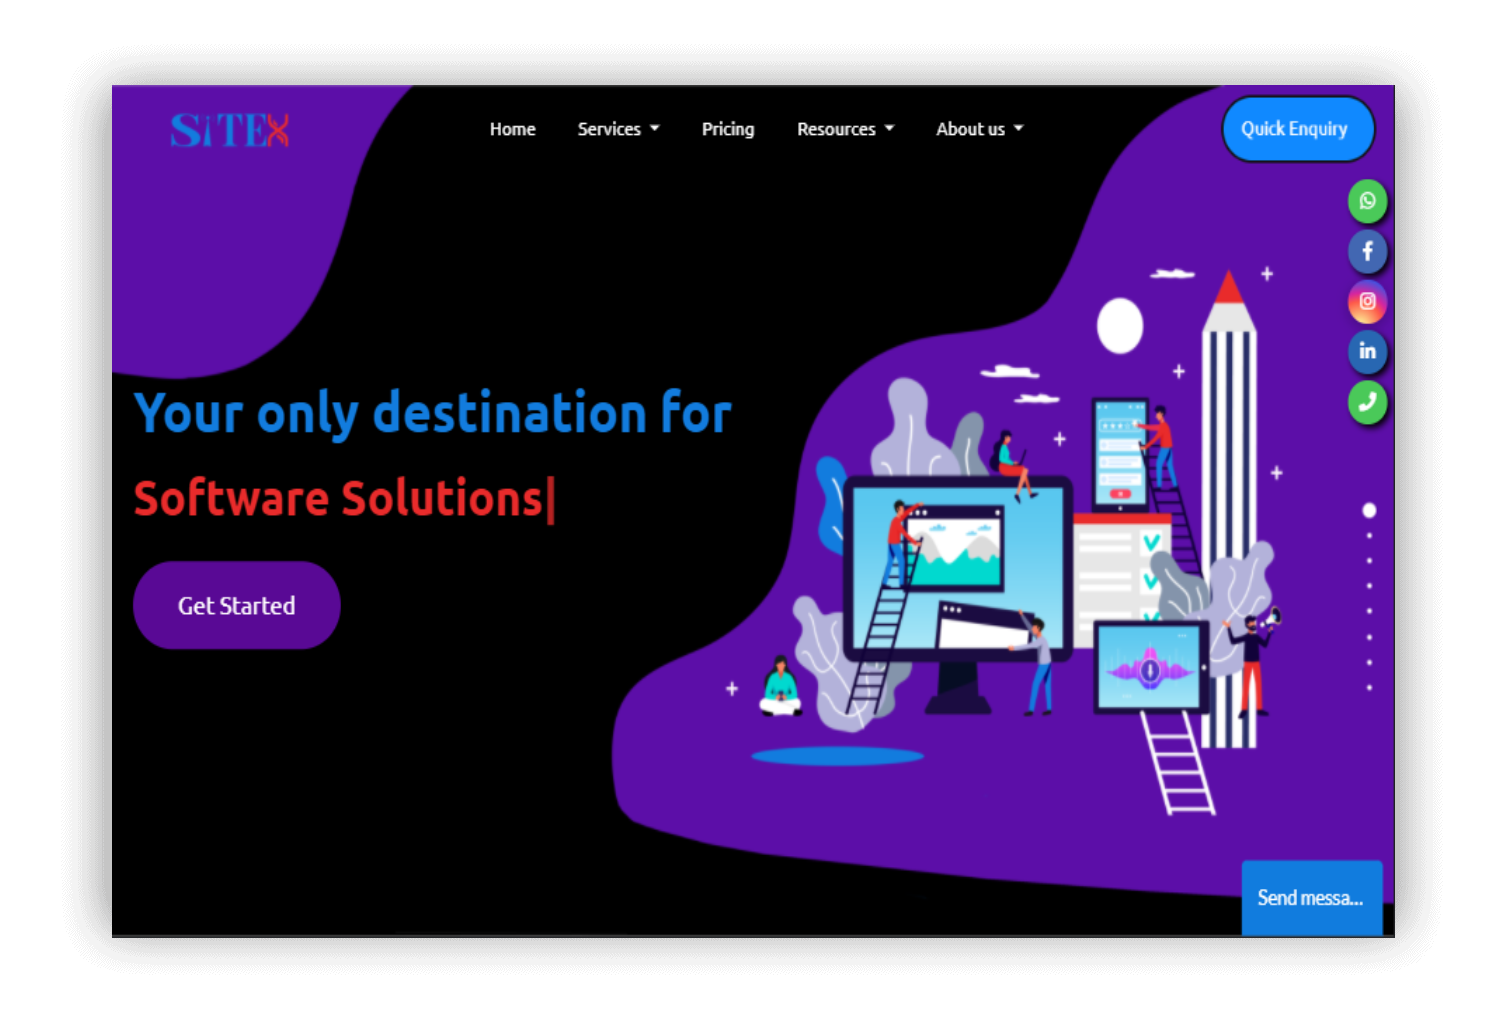 SiTEX
Home
Services
Pricing
Resources
About us
Quick Enquiry
Your only destination for
Software Solutions|
Get Started
Send messa...